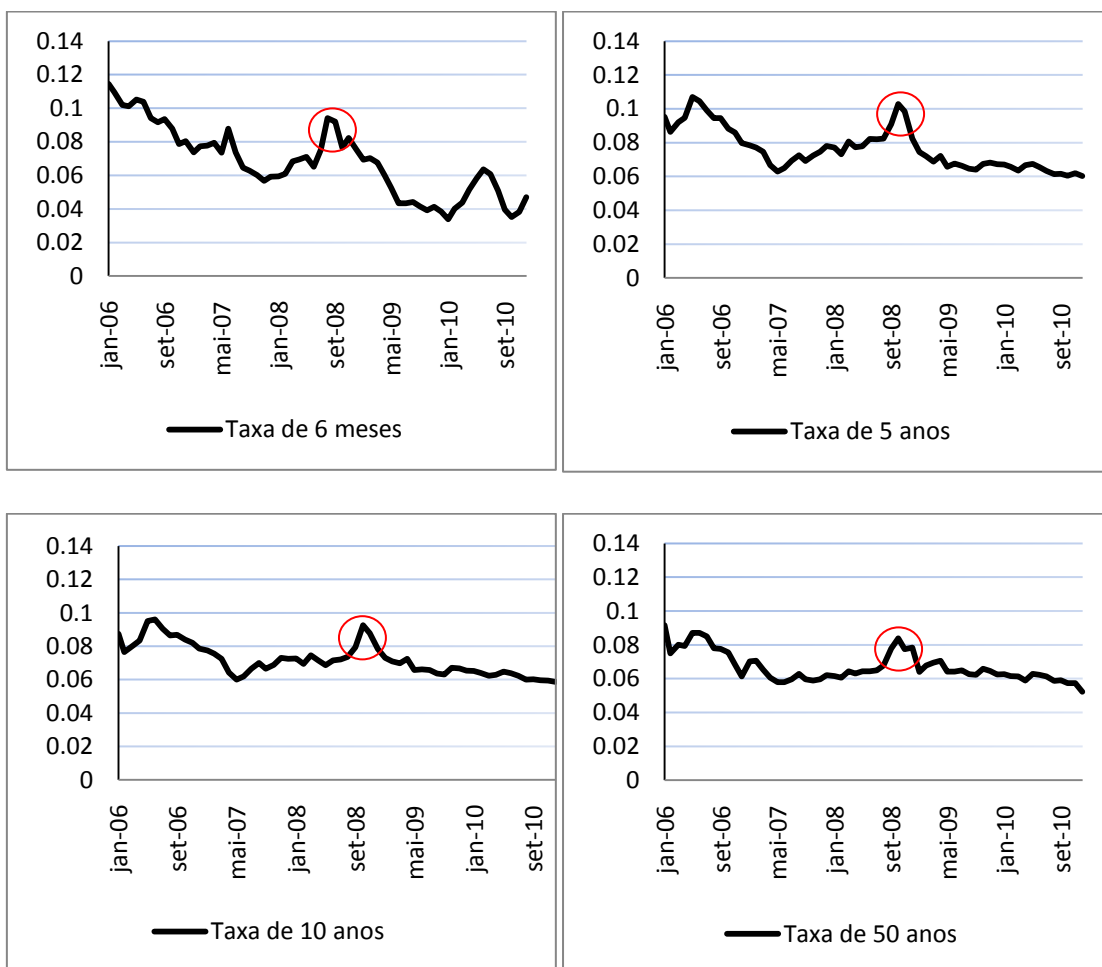 0.14
0.12
0.1
0.08
0.06
0.04
0.02
0
jan-06
set-06
mai-07
jan-08
set-08
mai-09
jan-10
set-10
Taxa de 6 meses
0.14
0.12
0.1
0.08
0.06
0.04
0.02
0
jan-06
set-06
mai-07
jan-08
set-08
mai-09
jan-10
set-10
Taxa de 5 anos
0.14
0.12
0.1
0.08
0.06
0.04
0.02
0
jan-06
set-06
mai-07
jan-08
set-08
mai-09
jan-10
set-10
Taxa de 10 anos
0.14
0.12
0.1
0.08
0.06
0.04
0.02
0
jan-06
set-06
mai-07
jan-08
set-08
mai-09
jan-10
set-10
Taxa de 50 anos